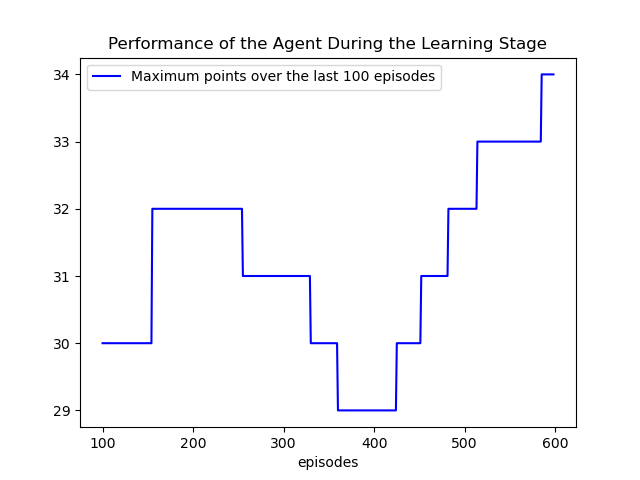 Performance of the Agent During the Learning Stage
Maximum points over the last 100 episodes
34
33
32
31
30
29
100 200 300 400 500 600
episodes